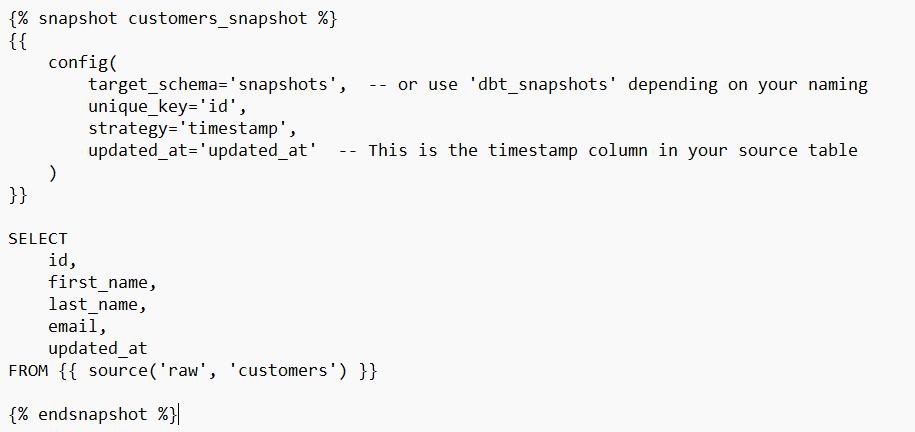 {% snapshot customers_snapshot %}
{{
    config(
        target_schema='snapshots',  -- or use 'dbt_snapshots' depending on your naming
        unique_key='id',
        strategy='timestamp',
        updated_at='updated_at'  -- This is the timestamp column in your source table
    )
}}

SELECT
    id,
    first_name,
    last_name,
    email,
    updated_at
FROM {{ source('raw', 'customers') }}

{% endsnapshot %}